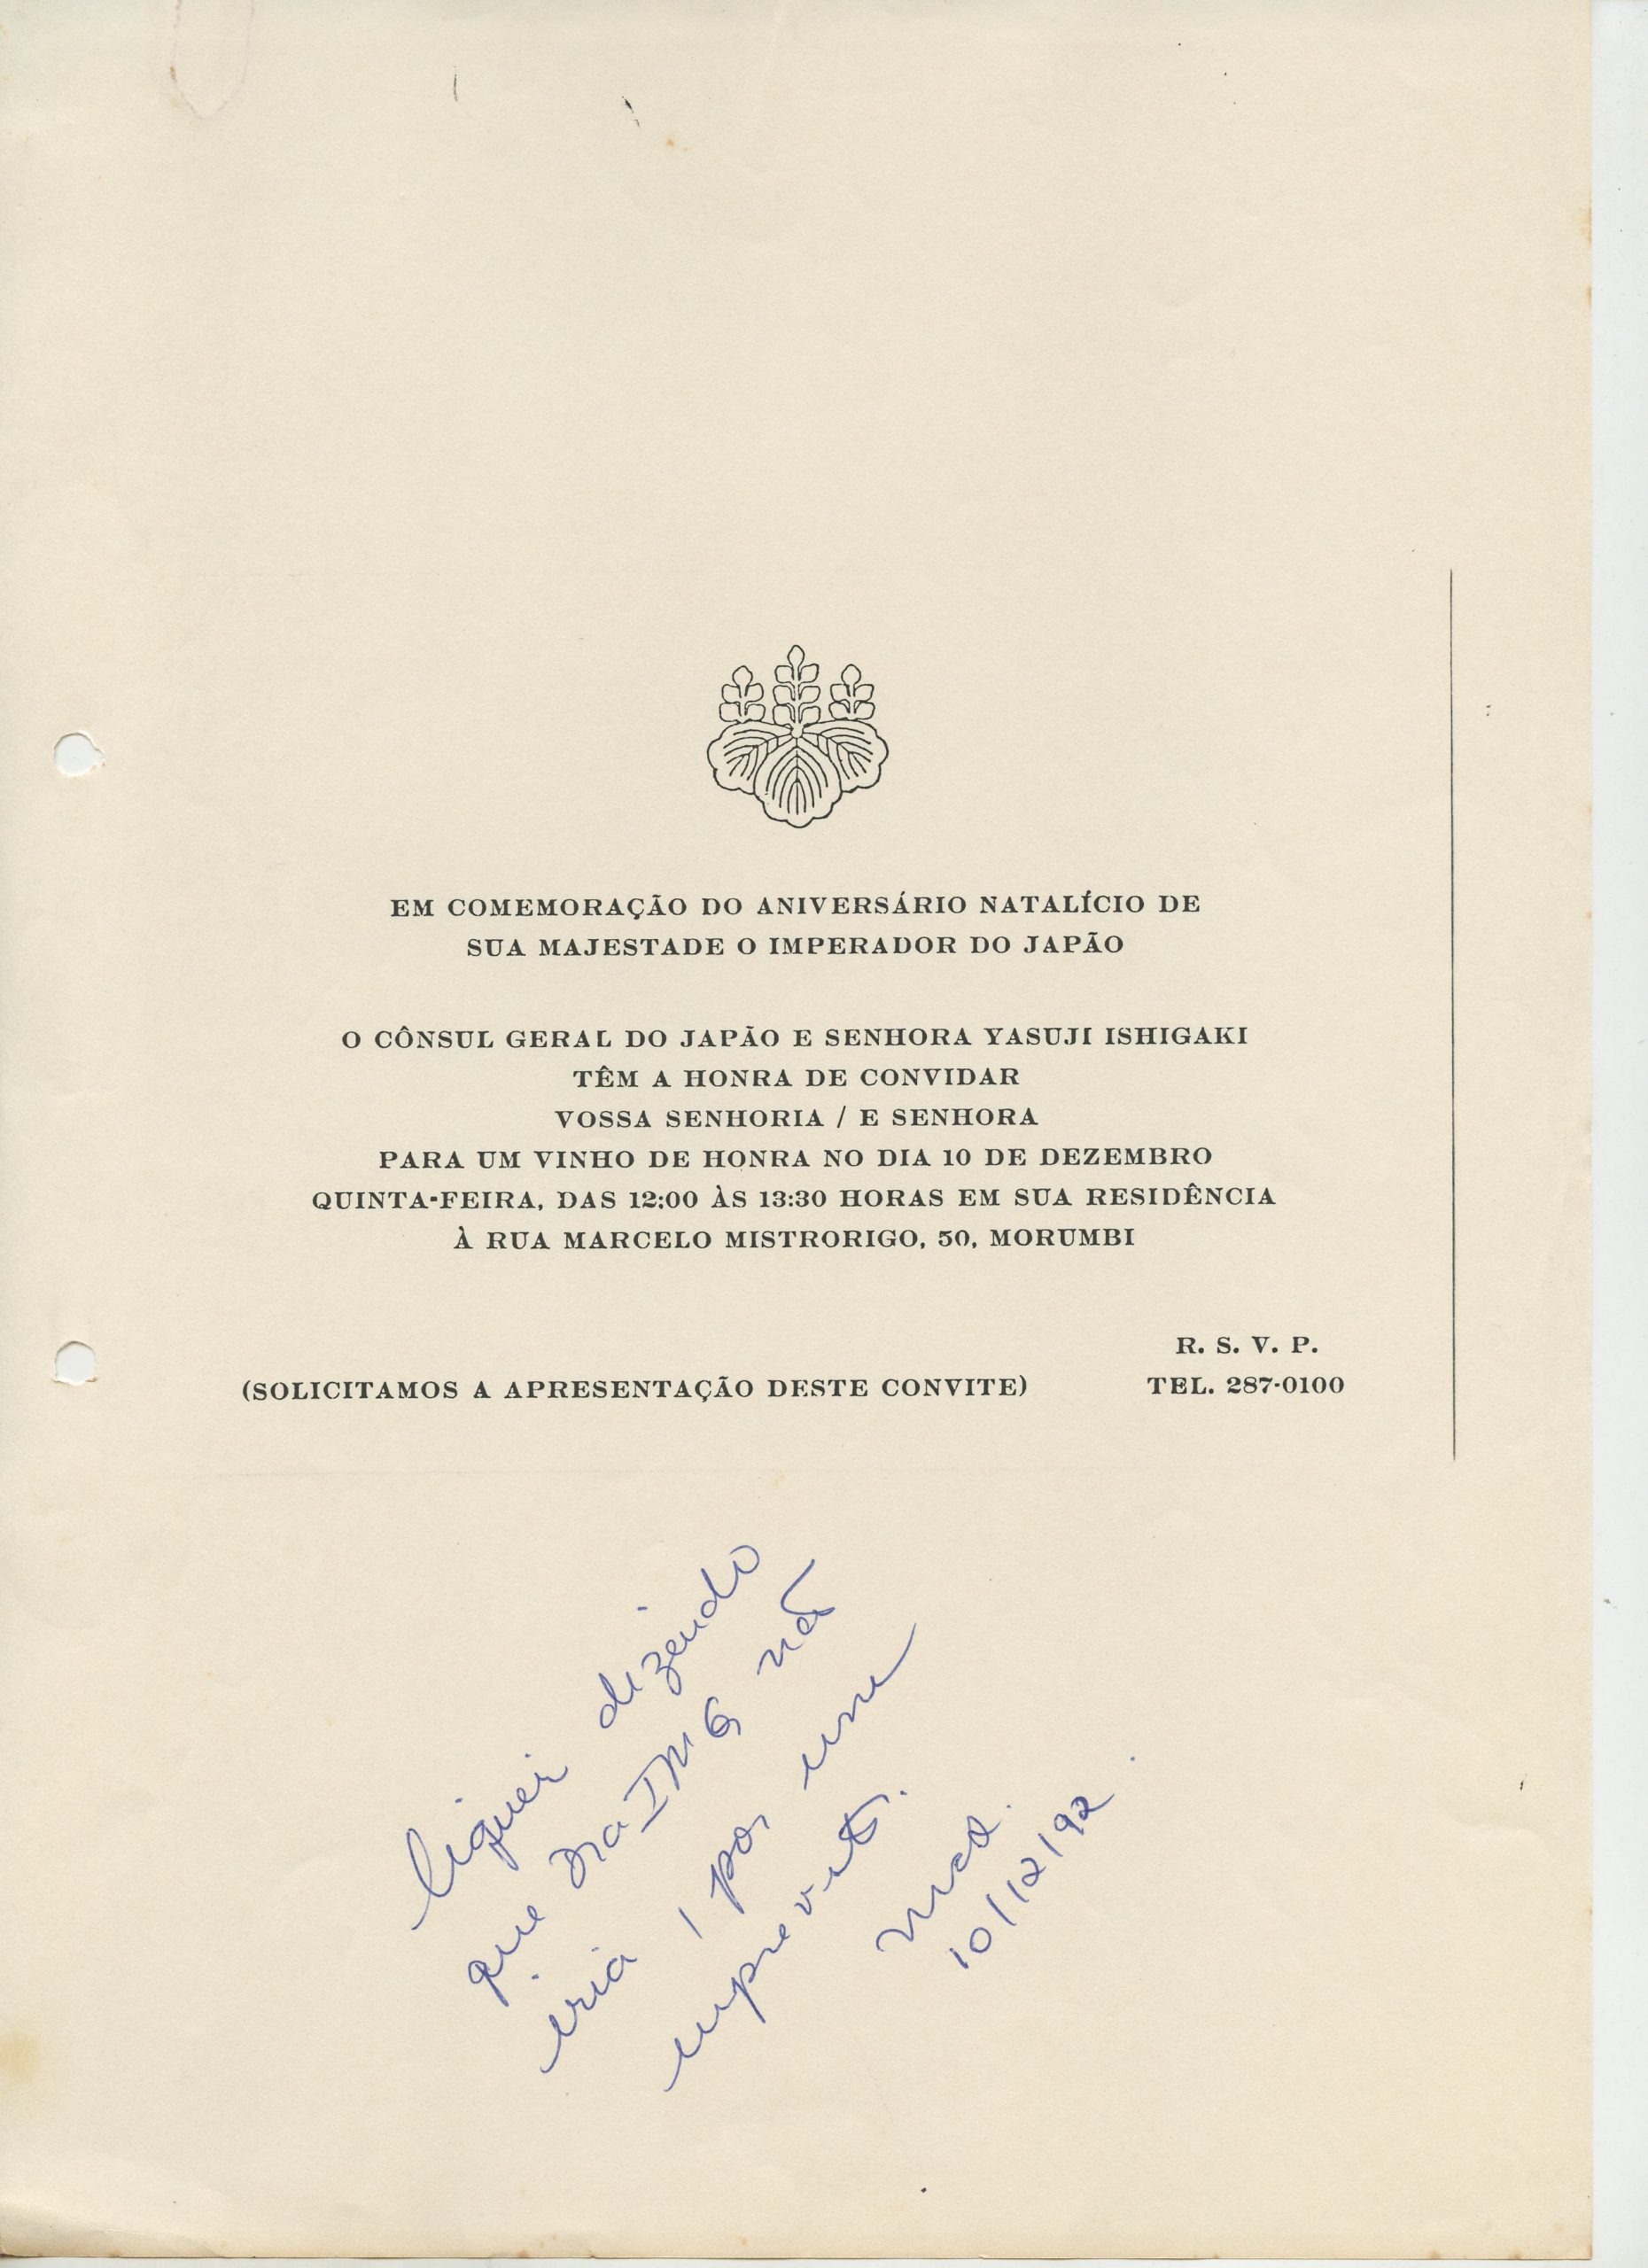 EM COMEMORAÇÃO DO ANIVERSÁRIO NATALÍCIO DE
SUA MAJESTADE O IMPERADOR DO JAPÃO
O CÔNSUL GERAL DO JAPÃO E SENHORA YASUJI ISHIGAKI
TÊM A HONRA DE CONVIDAR
VOSSA SENHORIA / E SENHORA
PARA UM VINHO DE HONRA NO DIA 10 DE DEZEMBRO
QUINTA-FEIRA, DAS 12:00 ÀS 13:30 HORAS EM SUA RESIDÊNCIA
À RUA MARCELO MISTRORIGO, 50, MORUMBI
R. S. V. P.
(SOLICITAMOS A APRESENTAÇÃO DESTE CONVITE) TEL. 287-0100
liguei dizendo
que não
iria, por um
imprevisto.
10/12/92.